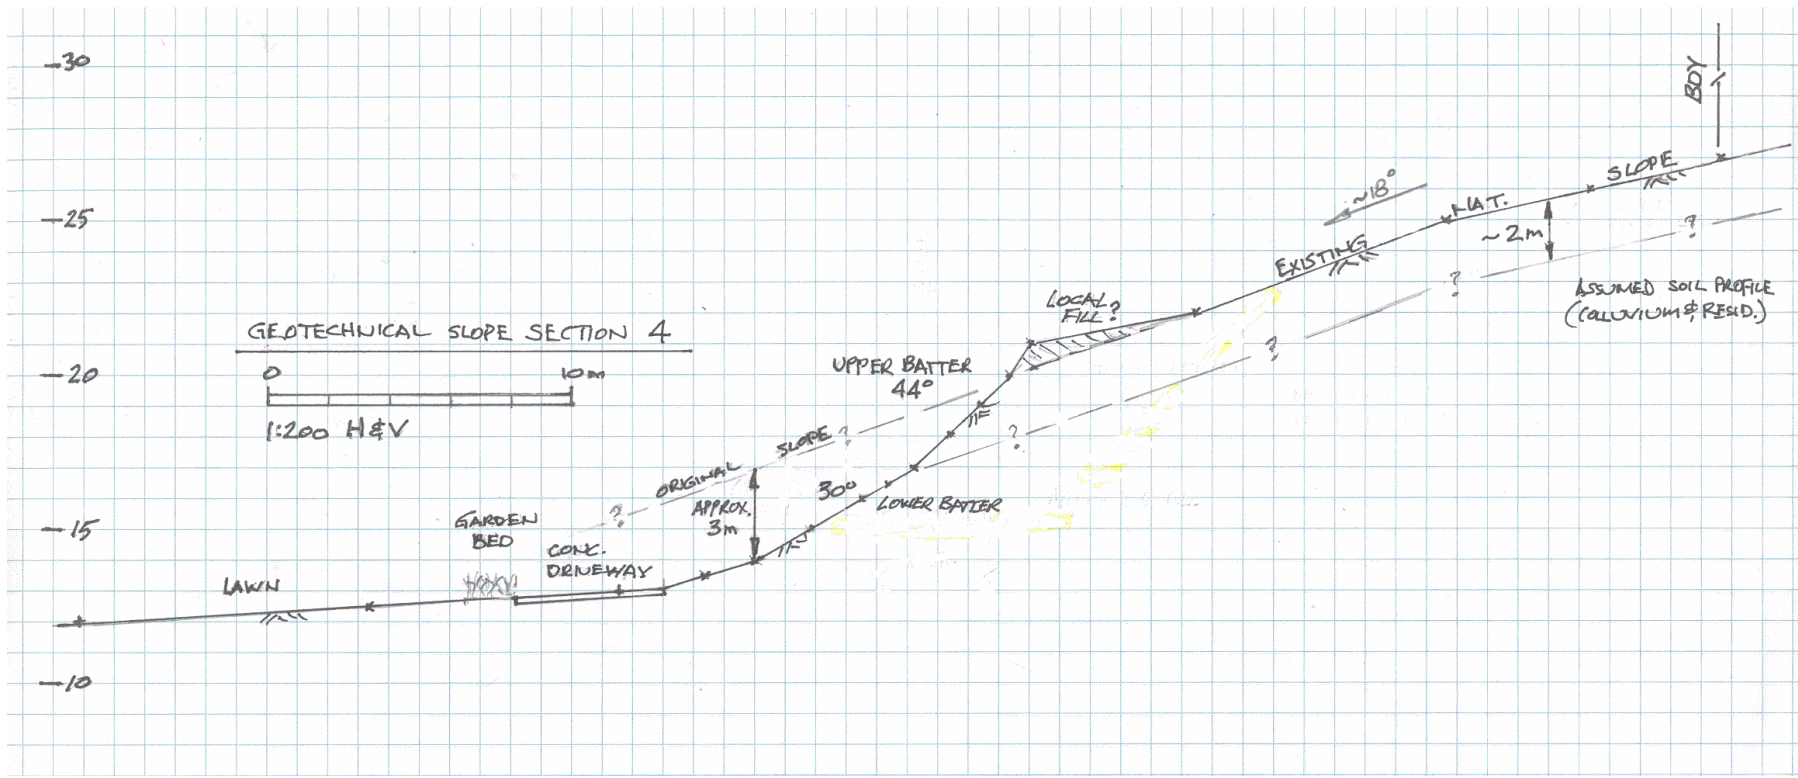 -30
BDY
SLOPE
~18°
NAT.
-25
?
~2m
EXISTING
?
ASSUMED SOIL PROFILE
(COLLUVIUM & RESID.)
LOCAL
FILL?
GEOTECHNICAL SLOPE SECTION 4
?
-20
0 10m
UPPER BATTER
44°
1:200 H&V
ORIGINAL SLOPE ?
?
30°
APPROX.
3m
LOWER BATTER
?
-15
GARDEN
BED
CONC.
DRIVEWAY
LAWN
-10